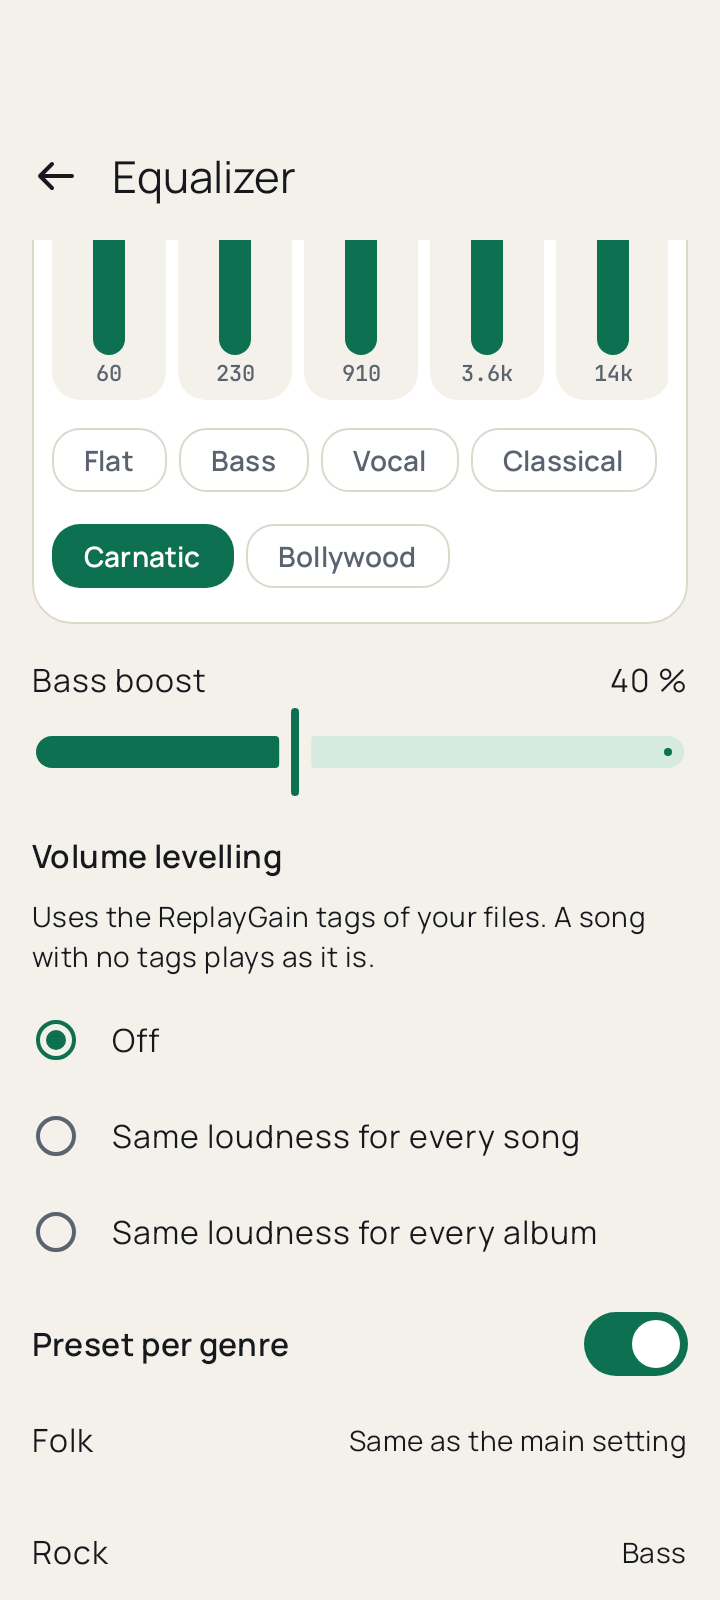 Equalizer
60 230 910 3.6k 14k
Flat Bass Vocal Classical
Carnatic Bollywood
Bass boost 40 %
Volume levelling
Uses the ReplayGain tags of your files. A song
with no tags plays as it is.
Off
Same loudness for every song
Same loudness for every album
Preset per genre
Folk Same as the main setting
Rock Bass